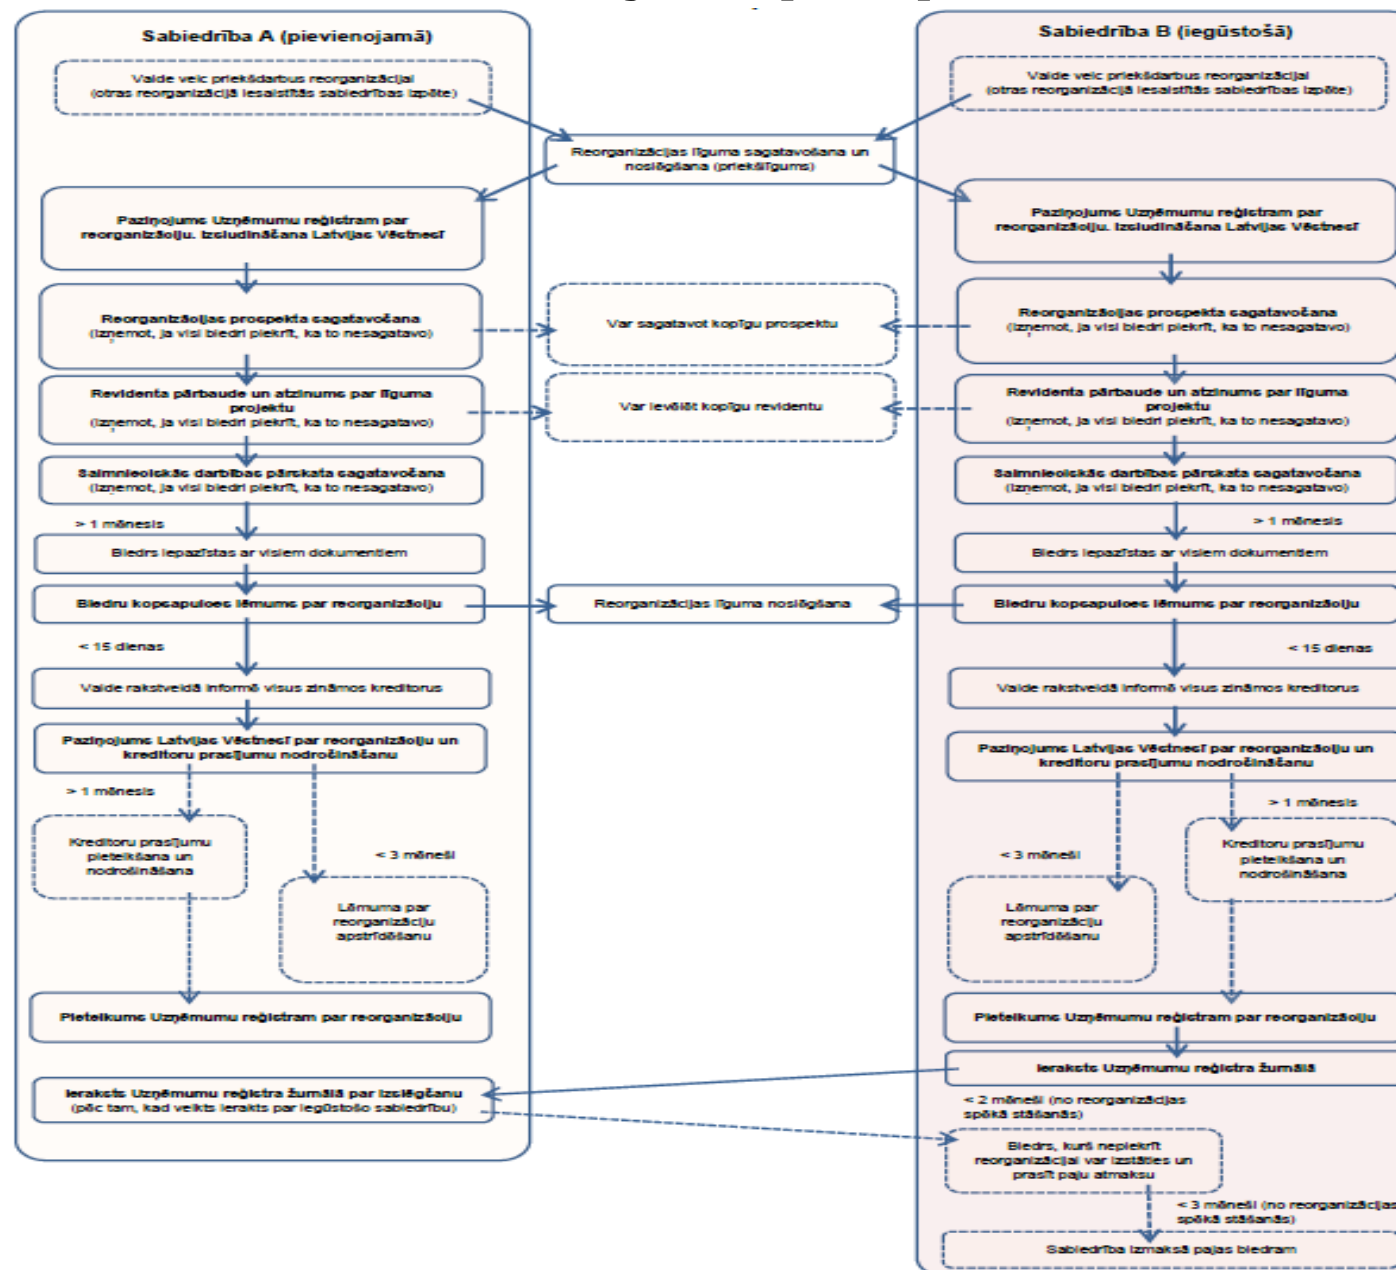 Sabiedrība A (pievienojamā)
Valde veic priekšdarbus reorganizācijai
(otras reorganizācijā iesaistītās sabiedrības izpēte)
Sabiedrība B (iegūstošā)
Valde veic priekšdarbus reorganizācijai
(otras reorganizācijā iesaistītās sabiedrības izpēte)
Reorganizācijas līguma sagatavošana un
noslēgšana (priekšlīgums)
Paziņojums Uzņēmumu reģistram par
reorganizāciju. Izsludināšana Latvijas Vēstnesī
Paziņojums Uzņēmumu reģistram par
reorganizāciju. Izsludināšana Latvijas Vēstnesī
Reorganizācijas prospekta sagatavošana
(izņemot, ja visi biedri piekrīt, ka to nesagatavo)
Var sagatavot kopīgu prospektu
Reorganizācijas prospekta sagatavošana
(izņemot, ja visi biedri piekrīt, ka to nesagatavo)
Revidenta pārbaude un atzinums par līguma
projektu
(izņemot, ja visi biedri piekrīt, ka to nesagatavo)
Var ievēlēt kopīgu revidentu
Revidenta pārbaude un atzinums par līguma
projektu
(izņemot, ja visi biedri piekrīt, ka to nesagatavo)
Saimnieciskās darbības pārskata sagatavošana
(izņemot, ja visi biedri piekrīt, ka to nesagatavo)
Saimnieciskās darbības pārskata sagatavošana
(izņemot, ja visi biedri piekrīt, ka to nesagatavo)
> 1 mēnesis
> 1 mēnesis
Biedrs iepazīstas ar visiem dokumentiem
Biedrs iepazīstas ar visiem dokumentiem
Biedru kopsapulces lēmums par reorganizāciju
Reorganizācijas līguma noslēgšana
Biedru kopsapulces lēmums par reorganizāciju
< 15 dienas
< 15 dienas
Valde rakstveidā informē visus zināmos kreditorus
Valde rakstveidā informē visus zināmos kreditorus
Paziņojums Latvijas Vēstnesī par reorganizāciju un
kreditoru prasījumu nodrošināšanu
Paziņojums Latvijas Vēstnesī par reorganizāciju un
kreditoru prasījumu nodrošināšanu
> 1 mēnesis
> 1 mēnesis
Kreditoru prasījumu
pieteikšana un
nodrošināšana
< 3 mēneši
Lēmuma par
reorganizāciju
apstrīdēšanu
< 3 mēneši
Lēmuma par
reorganizāciju
apstrīdēšanu
Kreditoru prasījumu
pieteikšana un
nodrošināšana
Pieteikums Uzņēmumu reģistram par reorganizāciju
Pieteikums Uzņēmumu reģistram par reorganizāciju
Ieraksts Uzņēmumu reģistra žurnālā
Ieraksts Uzņēmumu reģistra žurnālā par izslēgšanu
(pēc tam, kad veikts ierakts par iegūstošo sabiedrību)
< 2 mēneši (no reorganizācijas
spēkā stāšanās)
Biedrs, kurš nepiekrīt
reorganizācijai var izstāties un
prasīt paju atmaksu
< 3 mēneši (no reorganizācijas
spēkā stāšanās)
Sabiedrība izmaksā pajas biedram